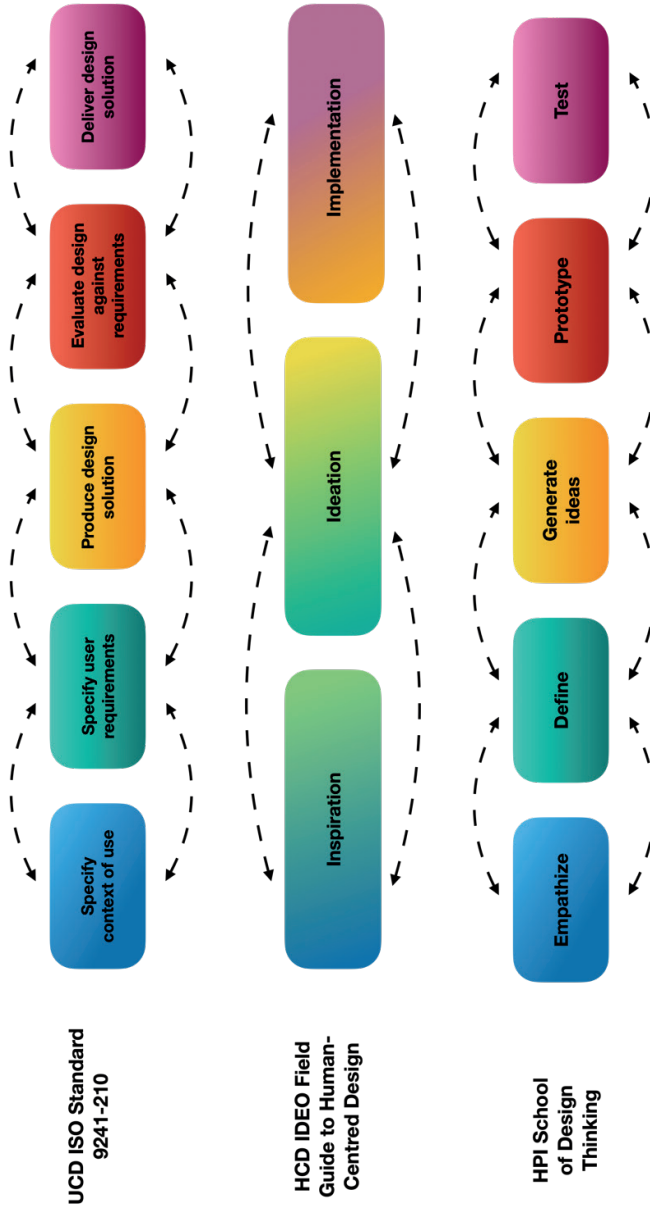 UCD ISO Standard
9241-210
Specify
context of use
Specify user
requirements
Produce design
solution
Evaluate design
against
requirements
Deliver design
solution
HCD IDEO Field
Guide to Human-
Centred Design
Inspiration
Ideation
Implementation
HPI School
of Design
Thinking
Empathize
Define
Generate
ideas
Prototype
Test